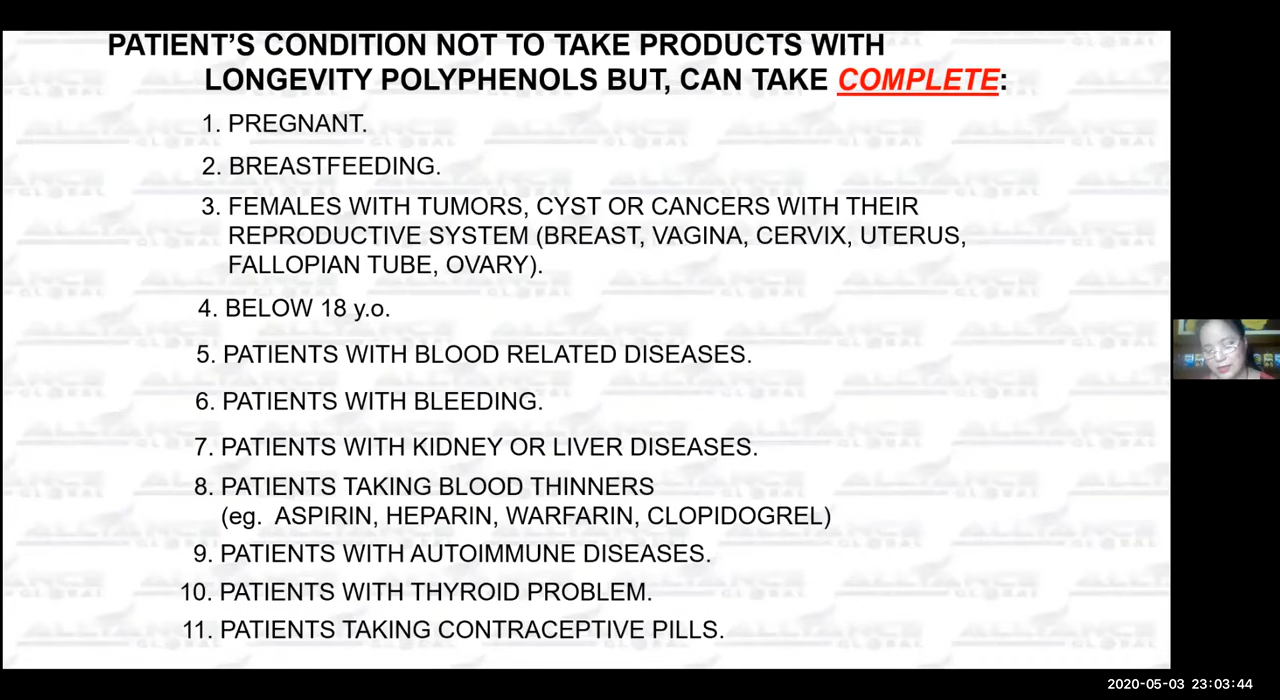 PATIENT'S CONDITION NOT TO TAKE PRODUCTS WITH
LONGEVITY POLYPHENOLS BUT, CAN TAKE COMPLETE:
1. PREGNANT.
2. BREASTFEEDING.
3. FEMALES WITH TUMORS, CYST OR CANCERS WITH THEIR
REPRODUCTIVE SYSTEM (BREAST, VAGINA, CERVIX, UTERUS,
FALLOPIAN TUBE, OVARY).
4. BELOW 18 y.o.
5. PATIENTS WITH BLOOD RELATED DISEASES.
6. PATIENTS WITH BLEEDING.
7. PATIENTS WITH KIDNEY OR LIVER DISEASES.
8. PATIENTS TAKING BLOOD THINNERS
(eg. ASPIRIN, HEPARIN, WARFARIN, CLOPIDOGREL)
9. PATIENTS WITH AUTOIMMUNE DISEASES.
10. PATIENTS WITH THYROID PROBLEM.
11. PATIENTS TAKING CONTRACEPTIVE PILLS.
ALLIANCE
GLOBAL
2020-05-03 23:03:44